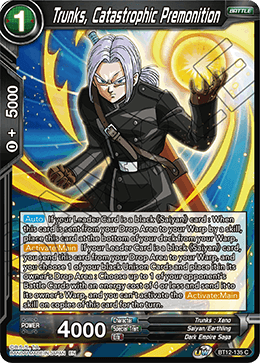 1
Trunks, Catastrophic Premonition
BATTLE
+ 5000
Auto If your Leader Card is a black {Saiyan} card : When
this card is sent from your Drop Area to your Warp by a
skill, place this card at the bottom of your deck from your Warp.
Activate:Main If your Leader Card is a black {Saiyan}
card, you send this card from your Drop Area to your Warp, and
you choose 1 of your black Unison Cards and place it in its
owner's Drop Area : Choose up to 1 of your opponent's
Battle Cards with an energy cost of 4 or less and send it to
its owner's Warp, and you can't activate the Activate:Main
skill on copies of this card for the turn.
POWER
4000
Character
Trunks : Xeno
Saiyan/Earthling
Dark Empire Saga
BT12-135 C